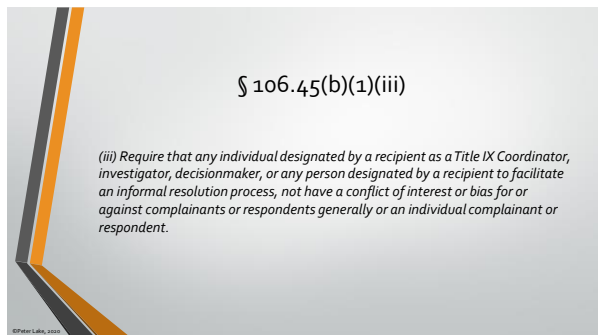 § 106.45(b)(1)(iii)
(iii) Require that any individual designated by a recipient as a Title IX Coordinator,
investigator, decisionmaker, or any person designated by a recipient to facilitate
an informal resolution process, not have a conflict of interest or bias for or
against complainants or respondents generally or an individual complainant or
respondent.
©Peter Lake, 2020